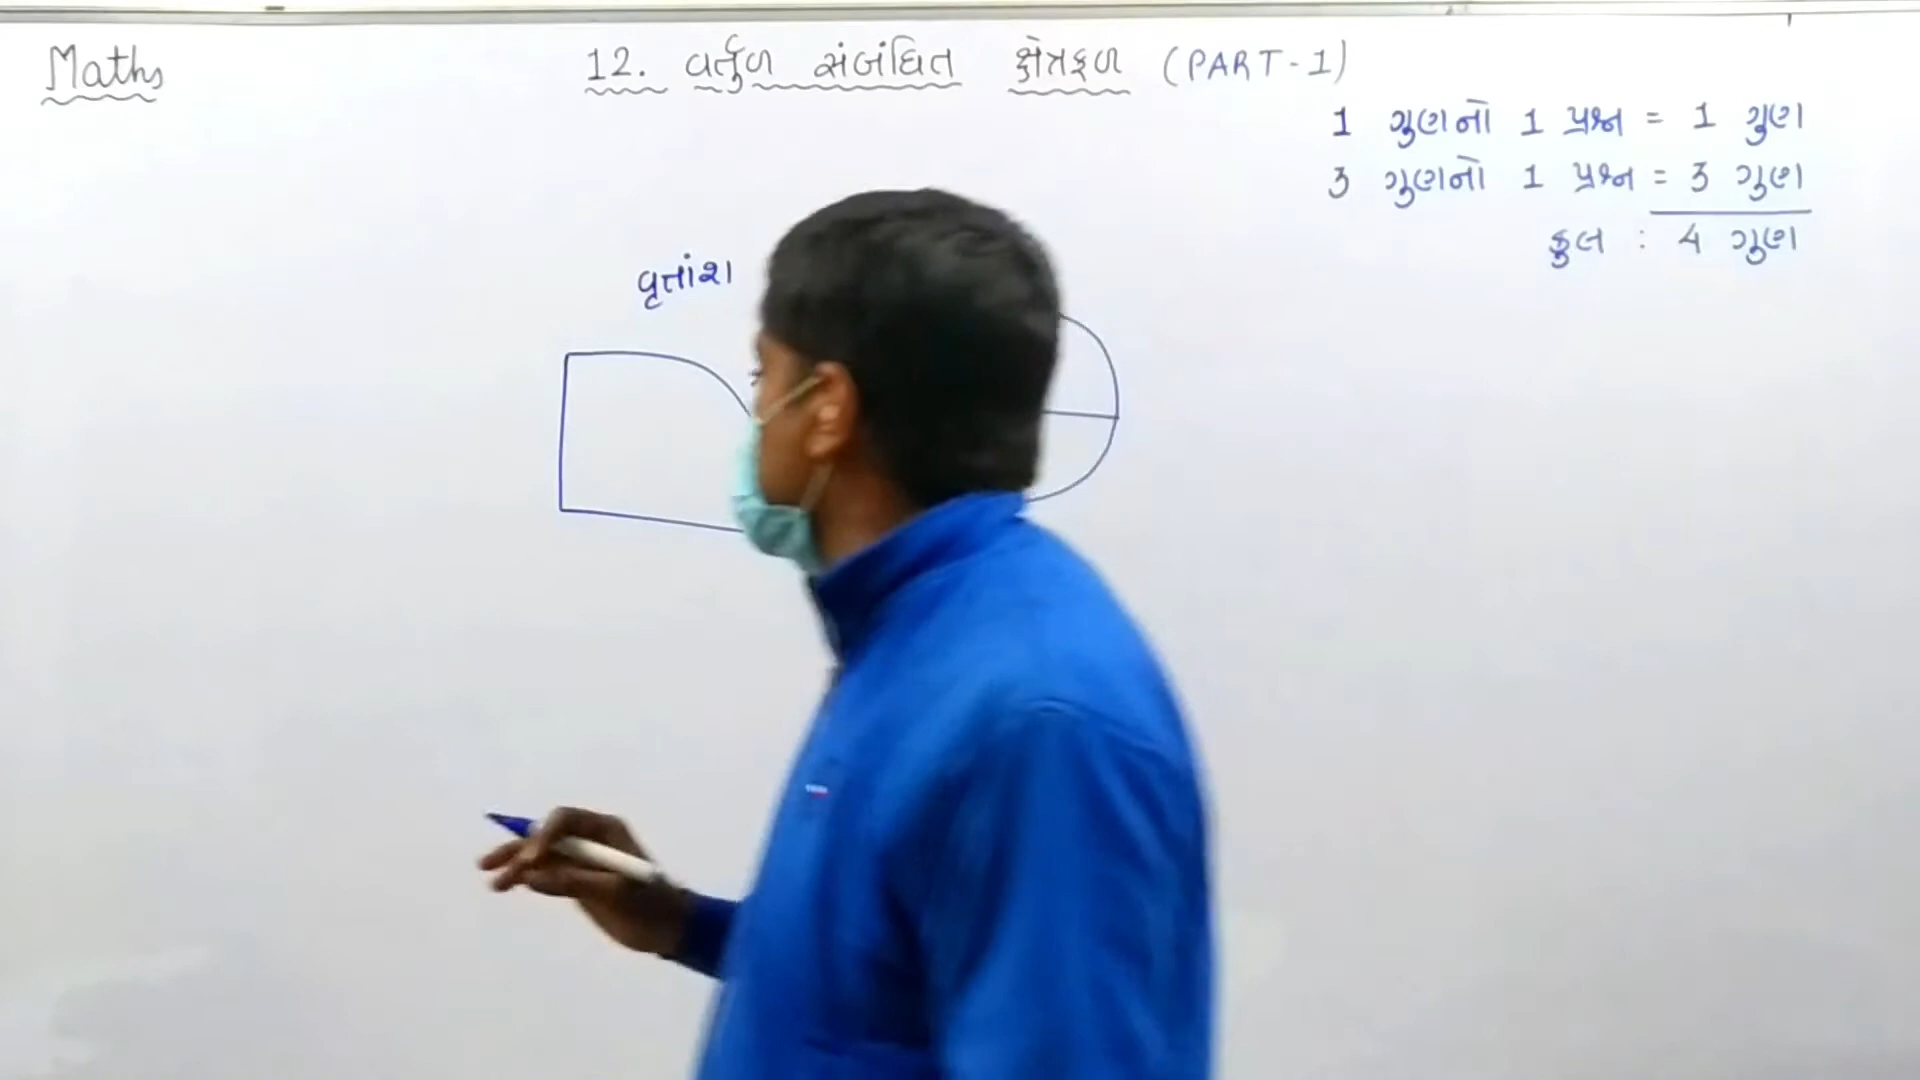 Maths
12. વર્તુળ સંબંધિત ક્ષેત્રફળ (PART-1)
1 ગુણનો 1 પ્રશ્ન = 1 ગુણ
3 ગુણનો 1 પ્રશ્ન = 3 ગુણ
કુલ : 4 ગુણ
વૃતાંશ